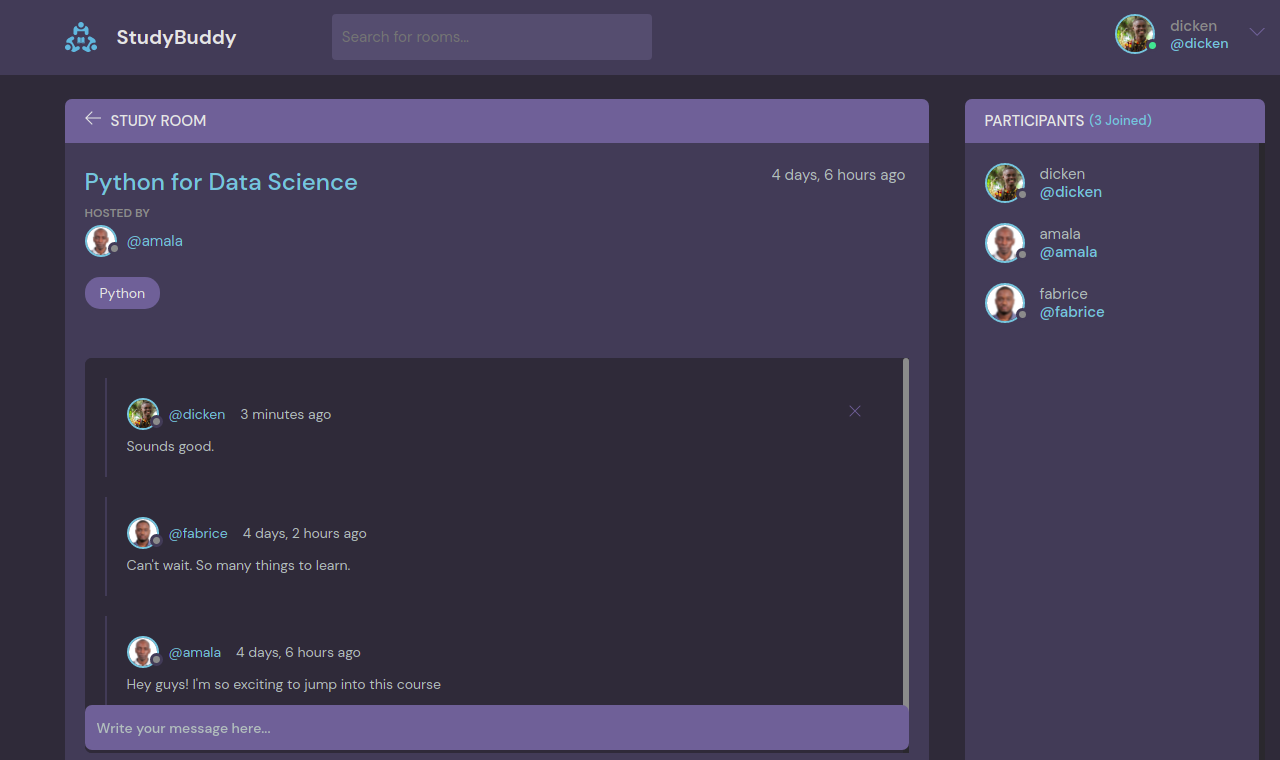 StudyBuddy
Search for rooms...
dicken
@dicken
STUDY ROOM
Python for Data Science
4 days, 6 hours ago
HOSTED BY
@amala
Python
@dicken 3 minutes ago
Sounds good.
@fabrice 4 days, 2 hours ago
Can't wait. So many things to learn.
@amala 4 days, 6 hours ago
Hey guys! I'm so exciting to jump into this course
Write your message here...
PARTICIPANTS (3 Joined)
dicken
@dicken
amala
@amala
fabrice
@fabrice